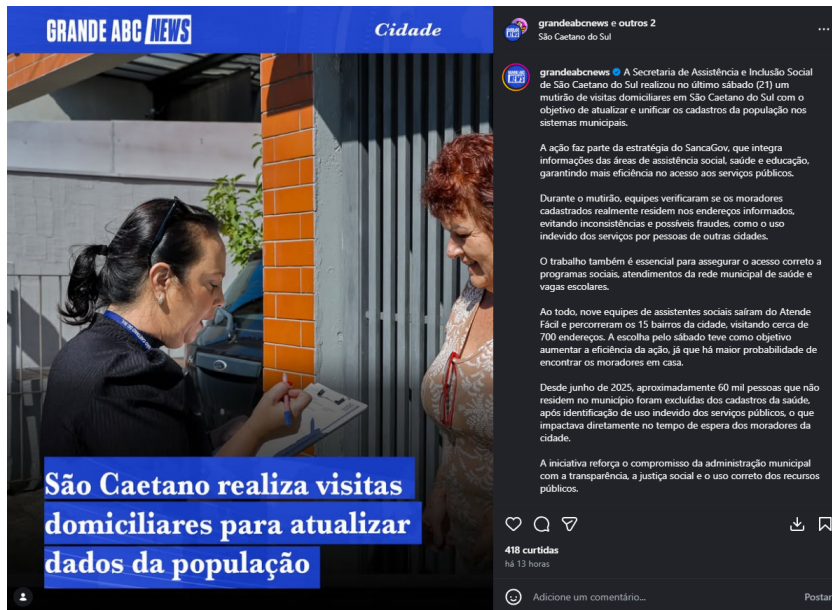 GRANDE ABC NEWS
Cidade
São Caetano realiza visitas
domiciliares para atualizar
dados da população
grandeabcnews e outros 2
São Caetano do Sul
grandeabcnews A Secretaria de Assistência e Inclusão Social
de São Caetano do Sul realizou no último sábado (21) um
mutirão de visitas domiciliares em São Caetano do Sul com o
objetivo de atualizar e unificar os cadastros da população nos
sistemas municipais.
A ação faz parte da estratégia do SancaGov, que integra
informações das áreas de assistência social, saúde e educação,
garantindo mais eficiência no acesso aos serviços públicos.
Durante o mutirão, equipes verificaram se os moradores
cadastrados realmente residem nos endereços informados,
evitando inconsistências e possíveis fraudes, como o uso
indevido dos serviços por pessoas de outras cidades.
O trabalho também é essencial para assegurar o acesso correto a
programas sociais, atendimentos da rede municipal de saúde e
vagas escolares.
Ao todo, nove equipes de assistentes sociais saíram do Atende
Fácil e percorreram os 15 bairros da cidade, visitando cerca de
700 endereços. A escolha pelo sábado teve como objetivo
aumentar a eficiência da ação, já que há maior probabilidade de
encontrar os moradores em casa.
Desde junho de 2025, aproximadamente 60 mil pessoas que não
residem no município foram excluídas dos cadastros da saúde,
após identificação de uso indevido dos serviços públicos, o que
impactava diretamente no tempo de espera dos moradores da
cidade.
A iniciativa reforça o compromisso da administração municipal
com a transparência, a justiça social e o uso correto dos recursos
públicos.
418 curtidas
há 13 horas
Adicione um comentário...
Postar